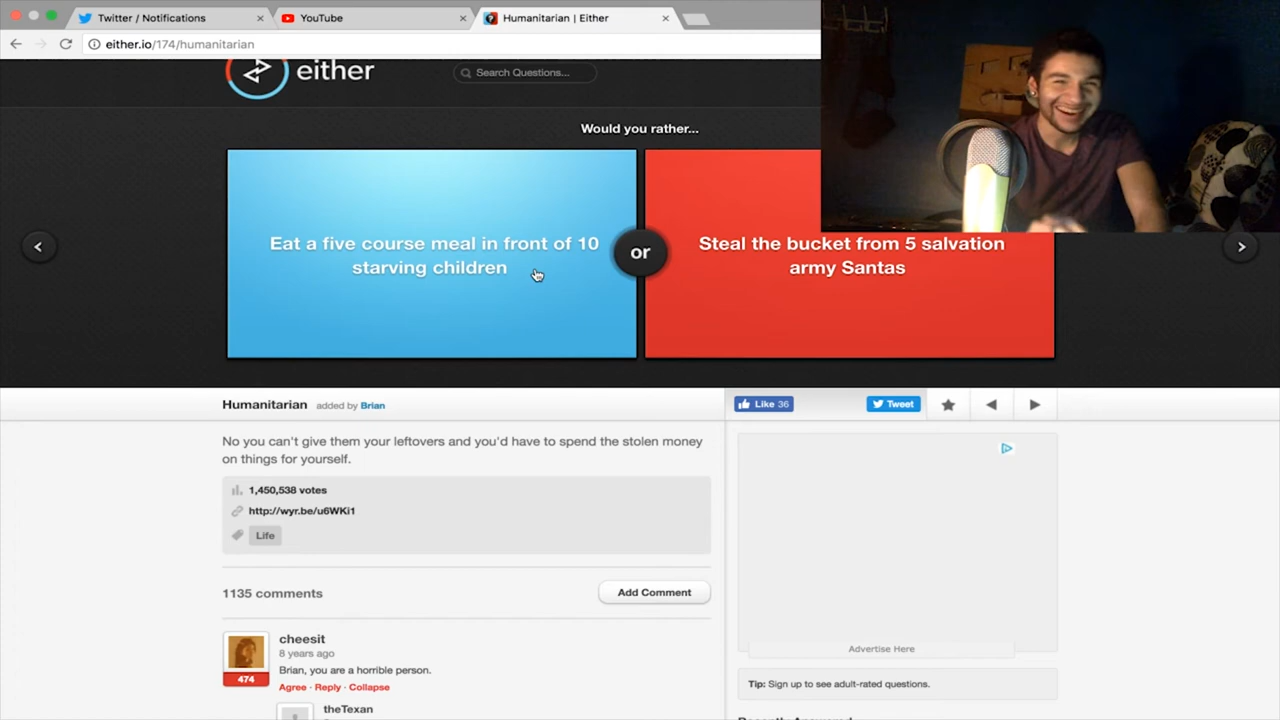 Twitter / Notifications
YouTube
Humanitarian | Either
either.io/174/humanitarian
either
Search Questions...
Would you rather...
Eat a five course meal in front of 10
starving children
or
Steal the bucket from 5 salvation
army Santas
Humanitarian added by Brian
Like 36
Tweet
No you can't give them your leftovers and you'd have to spend the stolen money
on things for yourself.
1,450,538 votes
http://wyr.be/u6WKi1
Life
1135 comments
Add Comment
cheesit
8 years ago
Brian, you are a horrible person.
474
Agree · Reply · Collapse
theTexan
Advertise Here
Tip: Sign up to see adult-rated questions.
Recently Answered